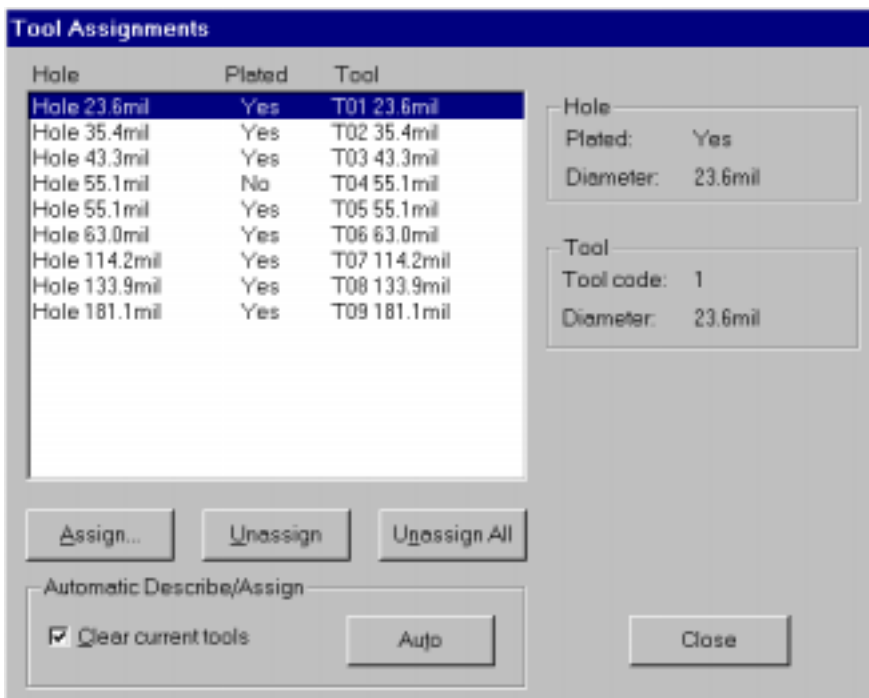 Tool Assignments
Hole Plated Tool
Hole 23.6mil Yes T01 23.6mil
Hole 35.4mil Yes T02 35.4mil
Hole 43.3mil Yes T03 43.3mil
Hole 55.1mil No T04 55.1mil
Hole 55.1mil Yes T05 55.1mil
Hole 63.0mil Yes T06 63.0mil
Hole 114.2mil Yes T07 114.2mil
Hole 133.9mil Yes T08 133.9mil
Hole 181.1mil Yes T09 181.1mil
Hole
Plated: Yes
Diameter: 23.6mil
Tool
Tool code: 1
Diameter: 23.6mil
Assign... Unassign Unassign All
Automatic Describe/Assign
Clear current tools Auto
Close